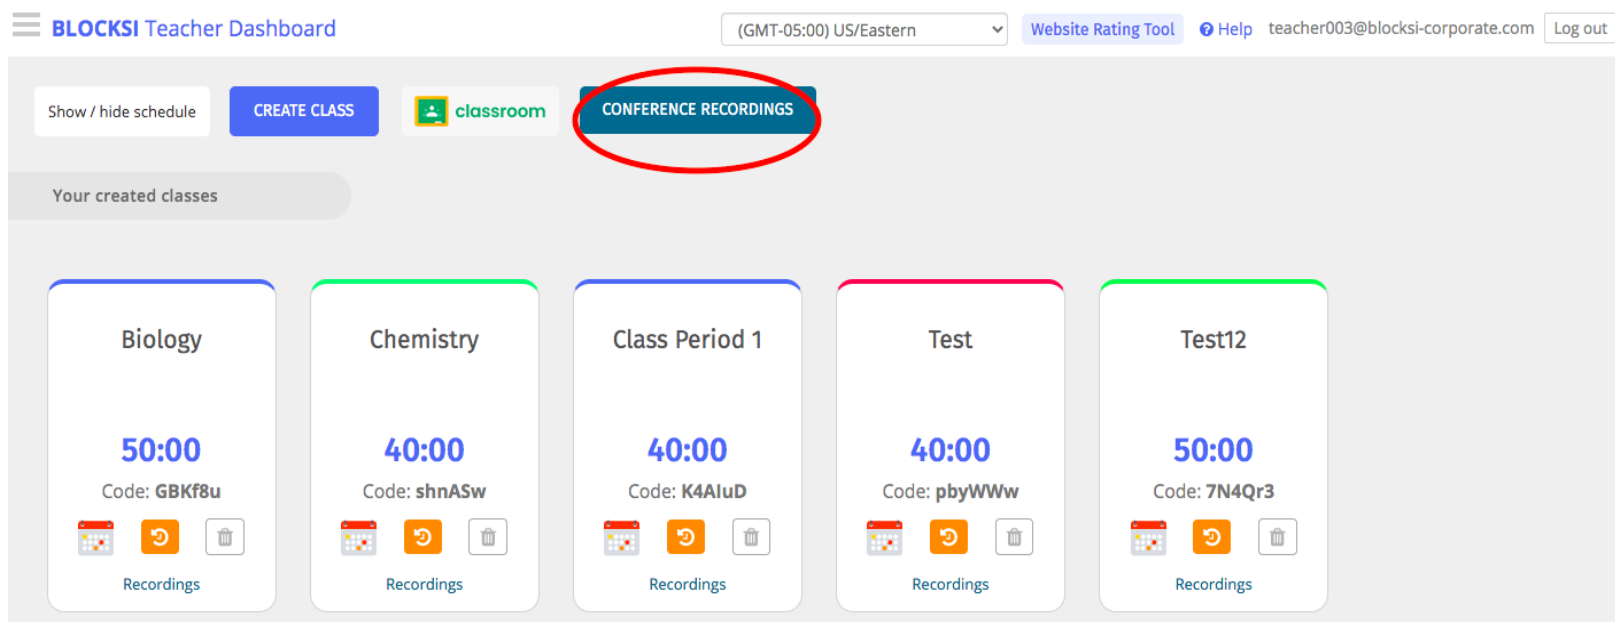 BLOCKSI Teacher Dashboard
(GMT-05:00) US/Eastern
Website Rating Tool
Help
teacher003@blocksi-corporate.com
Log out
Show / hide schedule
CREATE CLASS
classroom
CONFERENCE RECORDINGS
Your created classes
Biology
50:00
Code: GBKf8u
Recordings
Chemistry
40:00
Code: shnASw
Recordings
Class Period 1
40:00
Code: K4AluD
Recordings
Test
40:00
Code: pbyWWw
Recordings
Test12
50:00
Code: 7N4Qr3
Recordings